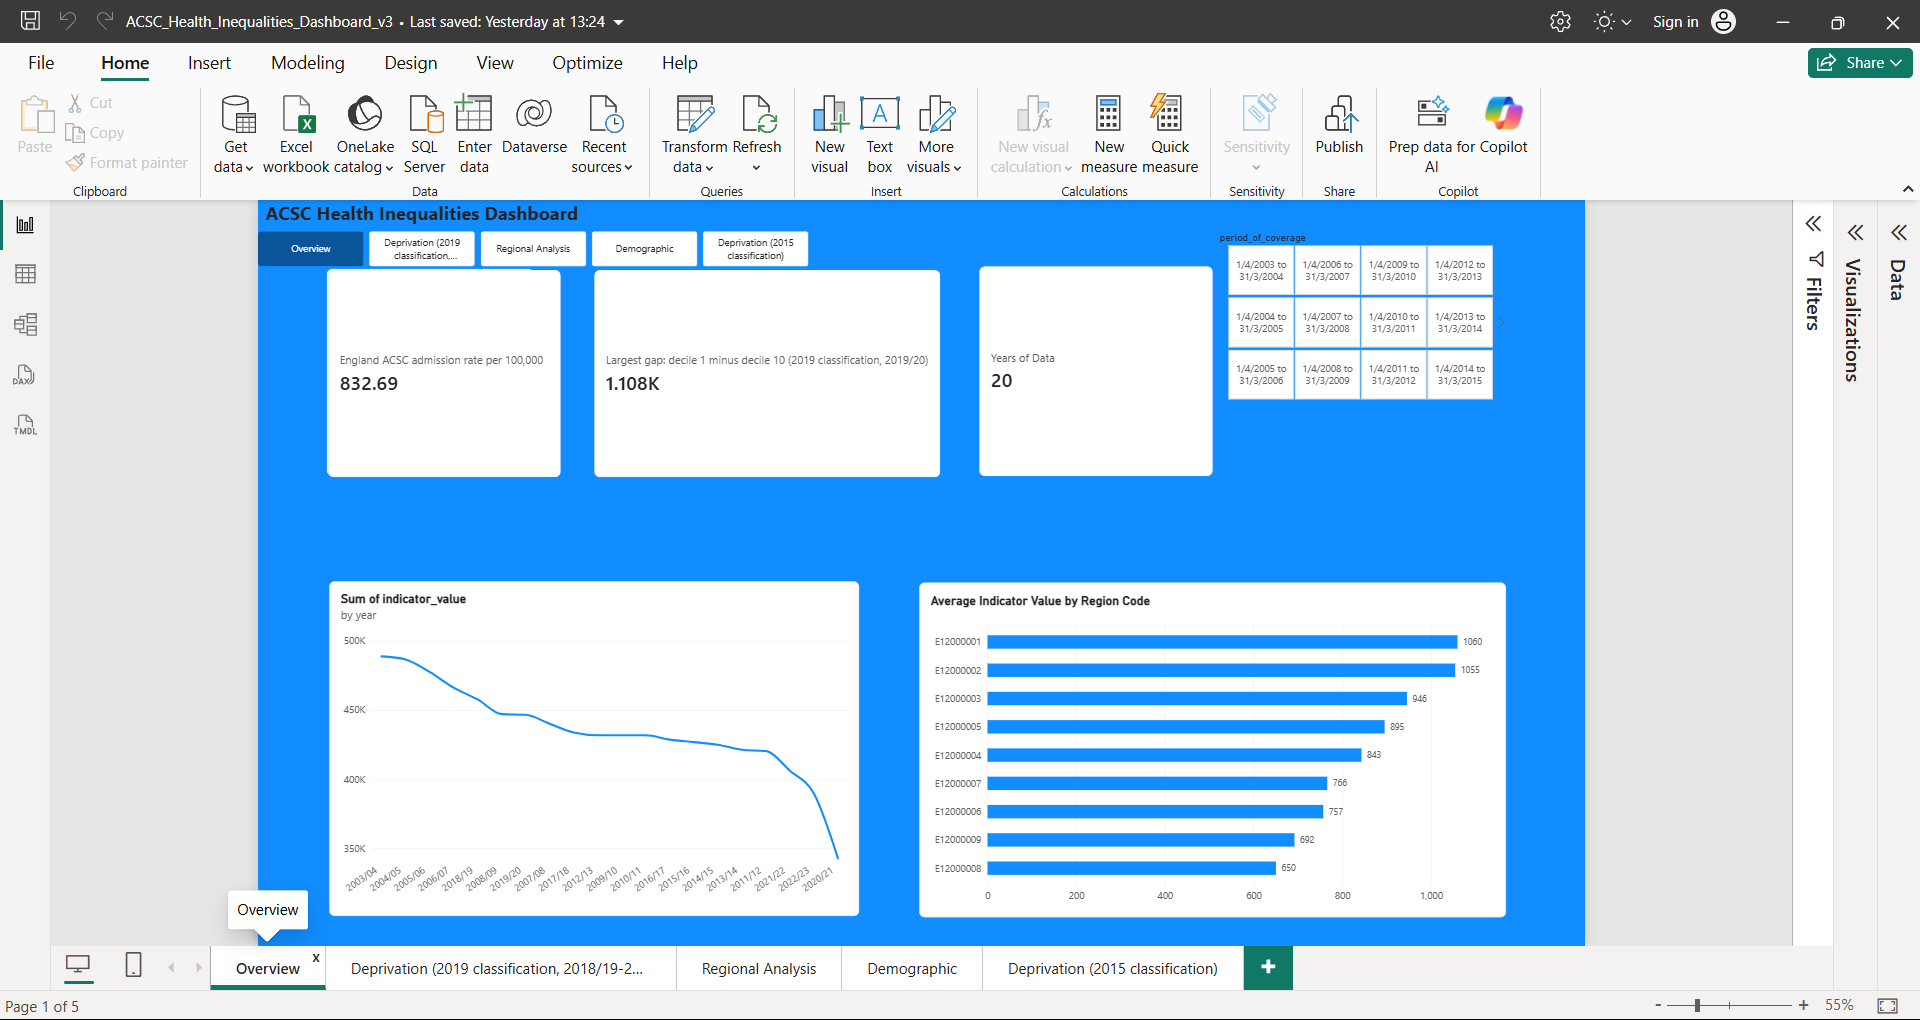 ACSC_Health_Inequalities_Dashboard_v3 • Last saved: Yesterday at 13:24
Sign in
File
Home
Insert
Modeling
Design
View
Optimize
Help
Share
Paste
Cut
Copy
Format painter
Clipboard
Get
data
Excel
workbook
OneLake
catalog
SQL
Server
Enter
data
Dataverse
Recent
sources
Data
Transform
data
Refresh
Queries
New
visual
Text
box
More
visuals
Insert
New visual
calculation
New
measure
Quick
measure
Calculations
Sensitivity
Sensitivity
Publish
Share
Prep data for
AI
Copilot
Copilot
DAX
TMDL
ACSC Health Inequalities Dashboard
Overview
Deprivation (2019
classification,...
Regional Analysis
Demographic
Deprivation (2015
classification)
England ACSC admission rate per 100,000
832.69
Largest gap: decile 1 minus decile 10 (2019 classification, 2019/20)
1.108K
Years of Data
20
period_of_coverage
1/4/2003 to
31/3/2004
1/4/2006 to
31/3/2007
1/4/2009 to
31/3/2010
1/4/2012 to
31/3/2013
1/4/2004 to
31/3/2005
1/4/2007 to
31/3/2008
1/4/2010 to
31/3/2011
1/4/2013 to
31/3/2014
1/4/2005 to
31/3/2006
1/4/2008 to
31/3/2009
1/4/2011 to
31/3/2012
1/4/2014 to
31/3/2015
Filters
Visualizations
Data
Sum of indicator_value
by year
500K
450K
400K
350K
2003/04
2004/05
2005/06
2006/07
2018/19
2008/09
2019/20
2007/08
2017/18
2012/13
2009/10
2010/11
2016/17
2015/16
2014/15
2013/14
2011/12
2021/22
2022/23
2020/21
Average Indicator Value by Region Code
E12000001 1060
E12000002 1055
E12000003 946
E12000005 895
E12000004 843
E12000007 766
E12000006 757
E12000009 692
E12000008 650
0 200 400 600 800 1,000
Overview
Overview
x
Deprivation (2019 classification, 2018/19-2...
Regional Analysis
Demographic
Deprivation (2015 classification)
+
Page 1 of 5
- + 55%